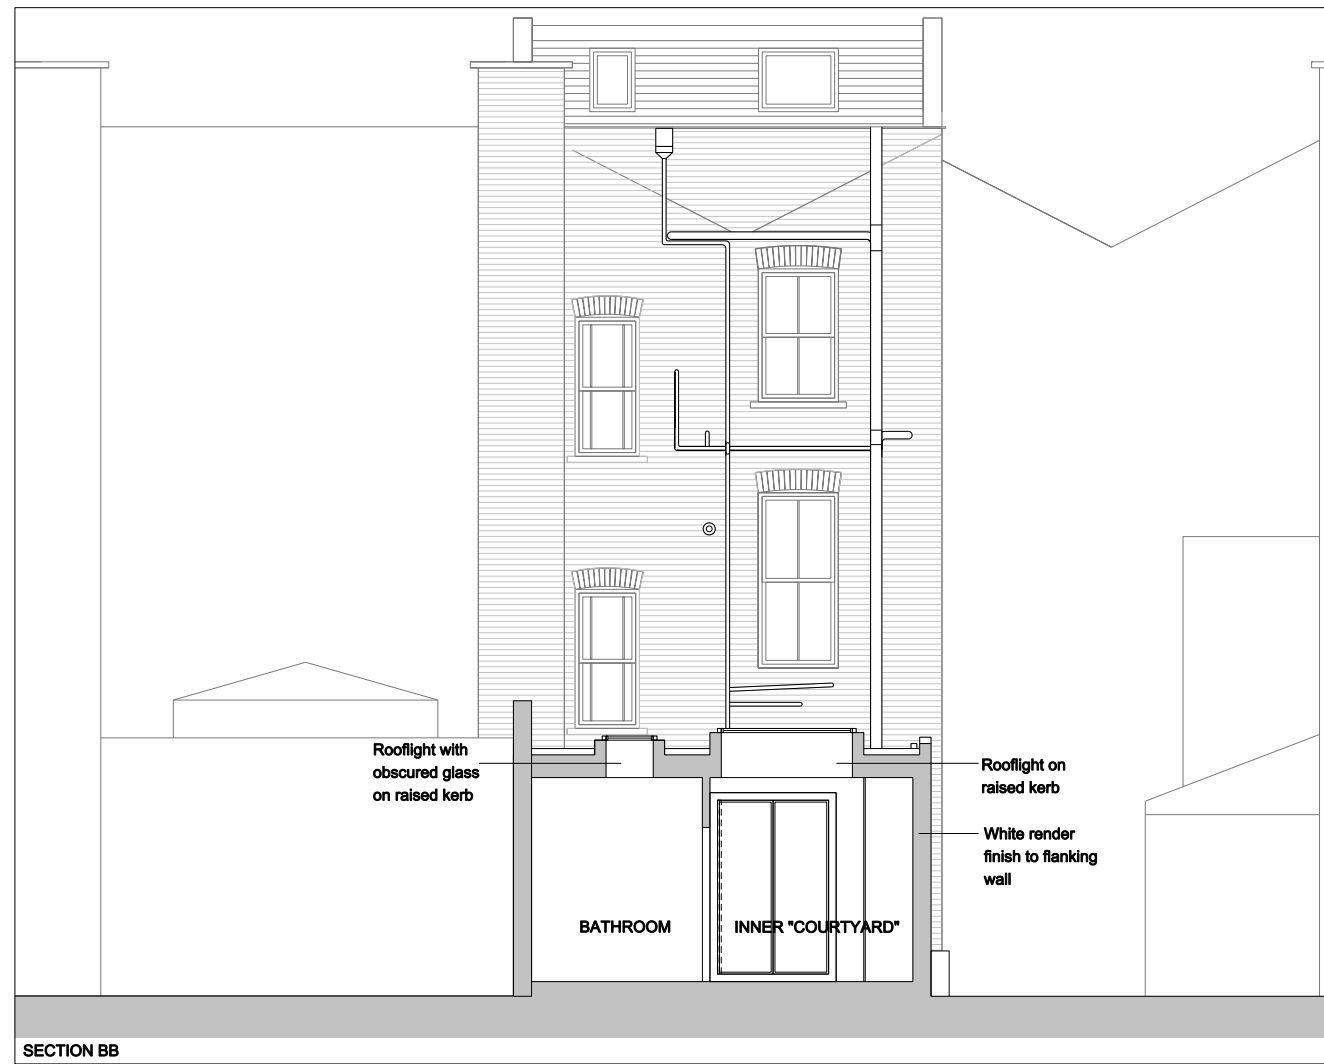 Rooflight with
obscured glass
on raised kerb
Rooflight on
raised kerb
White render
finish to flanking
wall
BATHROOM
INNER "COURTYARD"
SECTION BB